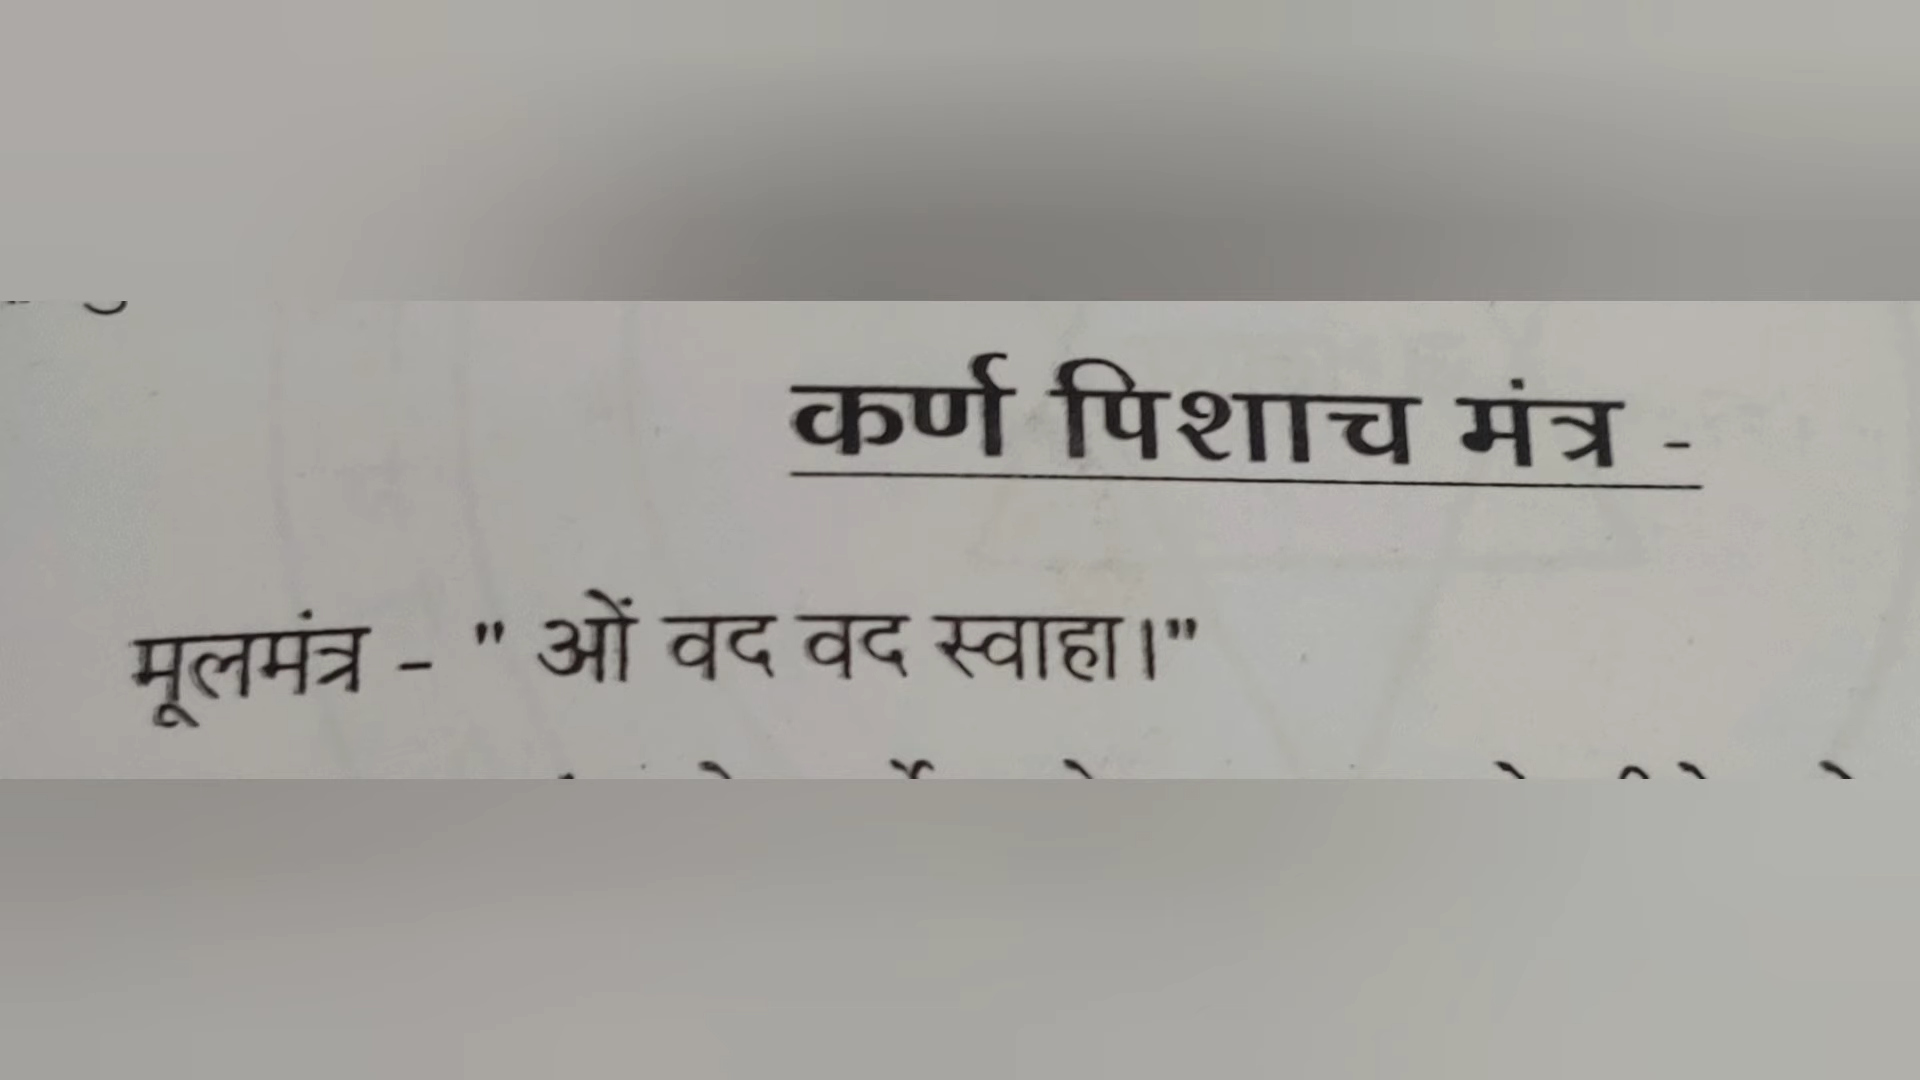 कर्ण पिशाच मंत्र -
मूलमंत्र - " ओं वद वद स्वाहा।"